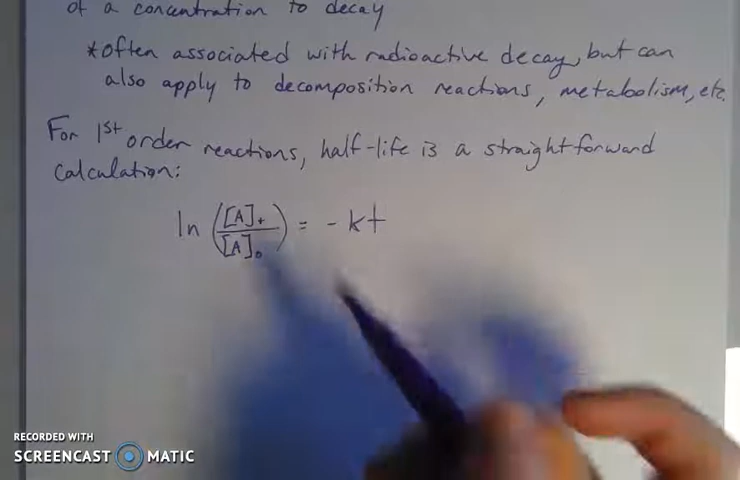 of a concentration to decay
*often associated with radioactive decay, but can
also apply to decomposition reactions, metabolism, etc.
For 1st order reactions, half-life is a straightforward
calculation:
ln ([A]t / [A]0) = -kt
RECORDED WITH
SCREENCAST MATIC